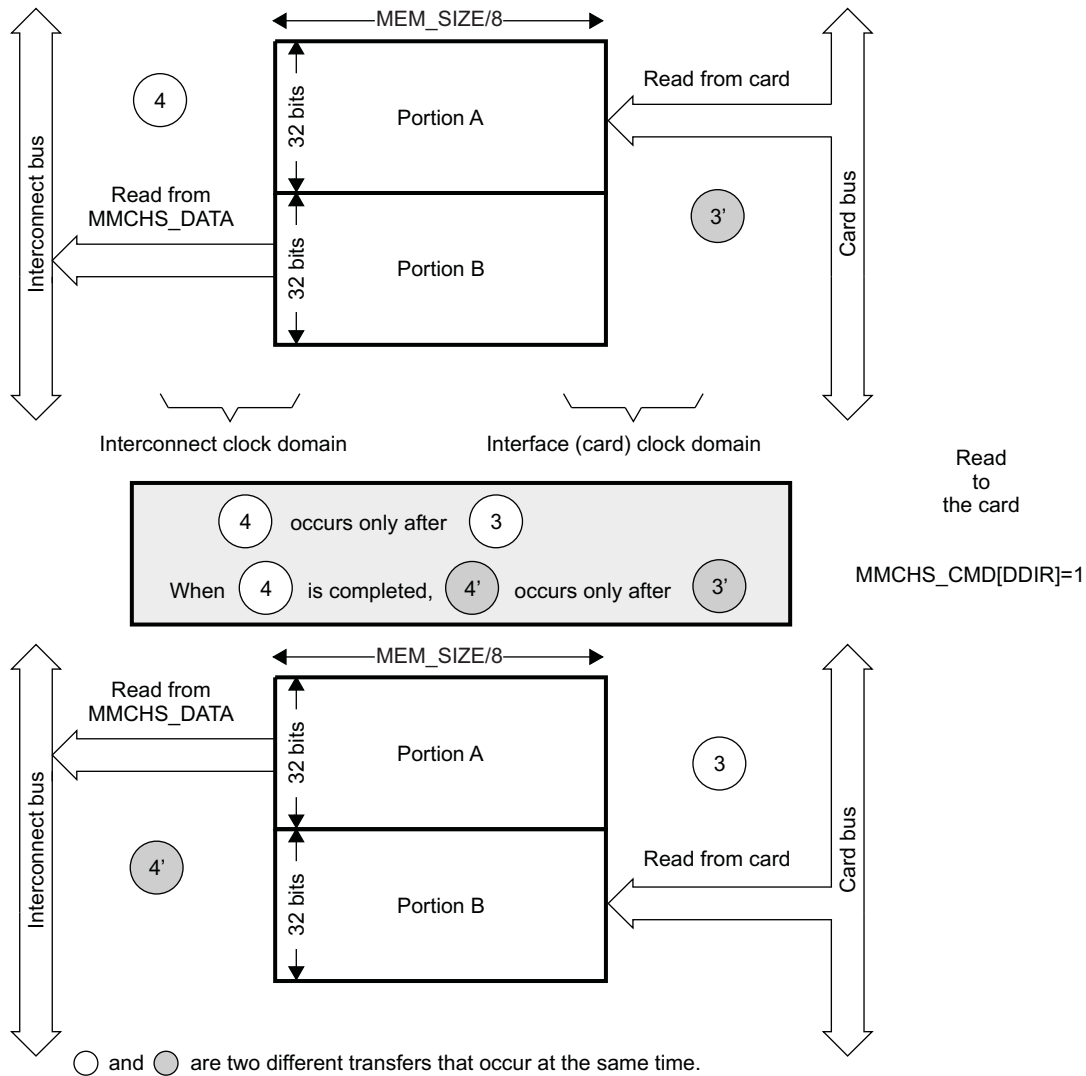 MEM_SIZE/8
Interconnect bus
4
32 bits
Portion A
Read from card
Card bus
Read from
MMCHS_DATA
32 bits
Portion B
3’
Interconnect clock domain
Interface (card) clock domain
Read
to
the card
4 occurs only after 3
When 4 is completed, 4’ occurs only after 3’
MMCHS_CMD[DDIR]=1
MEM_SIZE/8
Interconnect bus
Read from
MMCHS_DATA
32 bits
Portion A
3
Card bus
4’
32 bits
Portion B
Read from card
and are two different transfers that occur at the same time.